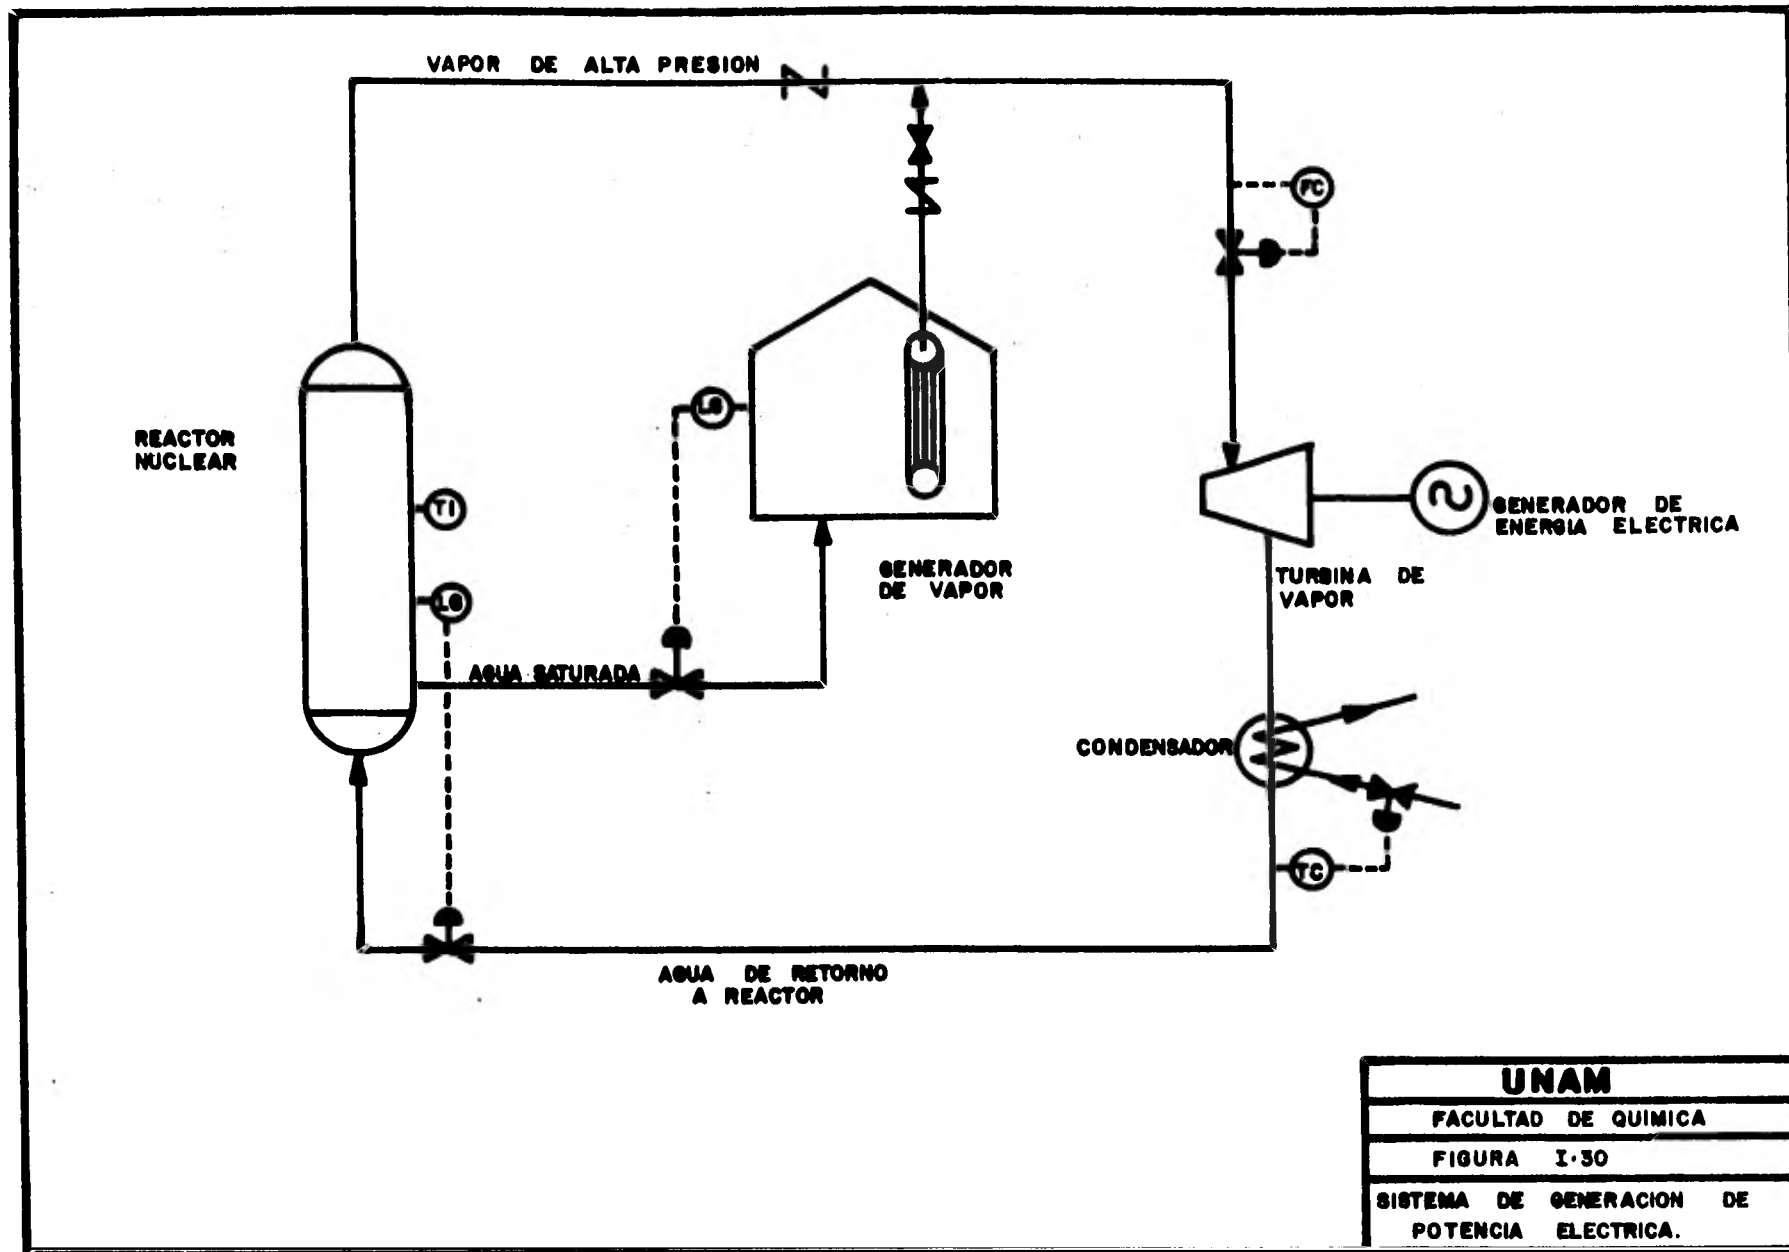 VAPOR DE ALTA PRESION
FC
REACTOR
NUCLEAR
TI
LG
LG
AGUA SATURADA
GENERADOR
DE VAPOR
GENERADOR DE
ENERGIA ELECTRICA
TURBINA DE
VAPOR
CONDENSADOR
TC
AGUA DE RETORNO
A REACTOR
UNAM
FACULTAD DE QUIMICA
FIGURA I·30
SISTEMA DE GENERACION DE
POTENCIA ELECTRICA.